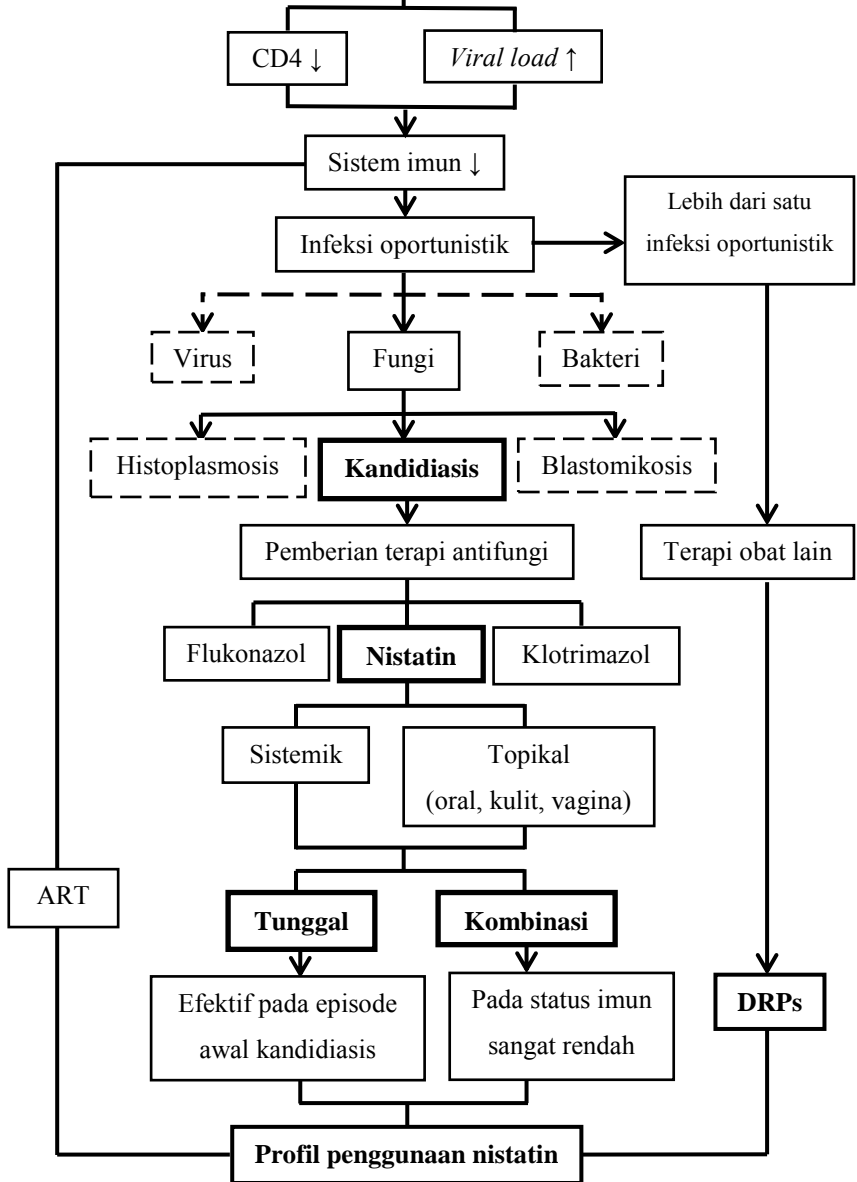 CD4 ↓
Viral load ↑
Sistem imun ↓
Infeksi oportunistik
Lebih dari satu
infeksi oportunistik
Virus
Fungi
Bakteri
Histoplasmosis
Kandidiasis
Blastomikosis
Pemberian terapi antifungi
Terapi obat lain
Flukonazol
Nistatin
Klotrimazol
Sistemik
Topikal
(oral, kulit, vagina)
ART
Tunggal
Kombinasi
Efektif pada episode
awal kandidiasis
Pada status imun
sangat rendah
DRPs
Profil penggunaan nistatin